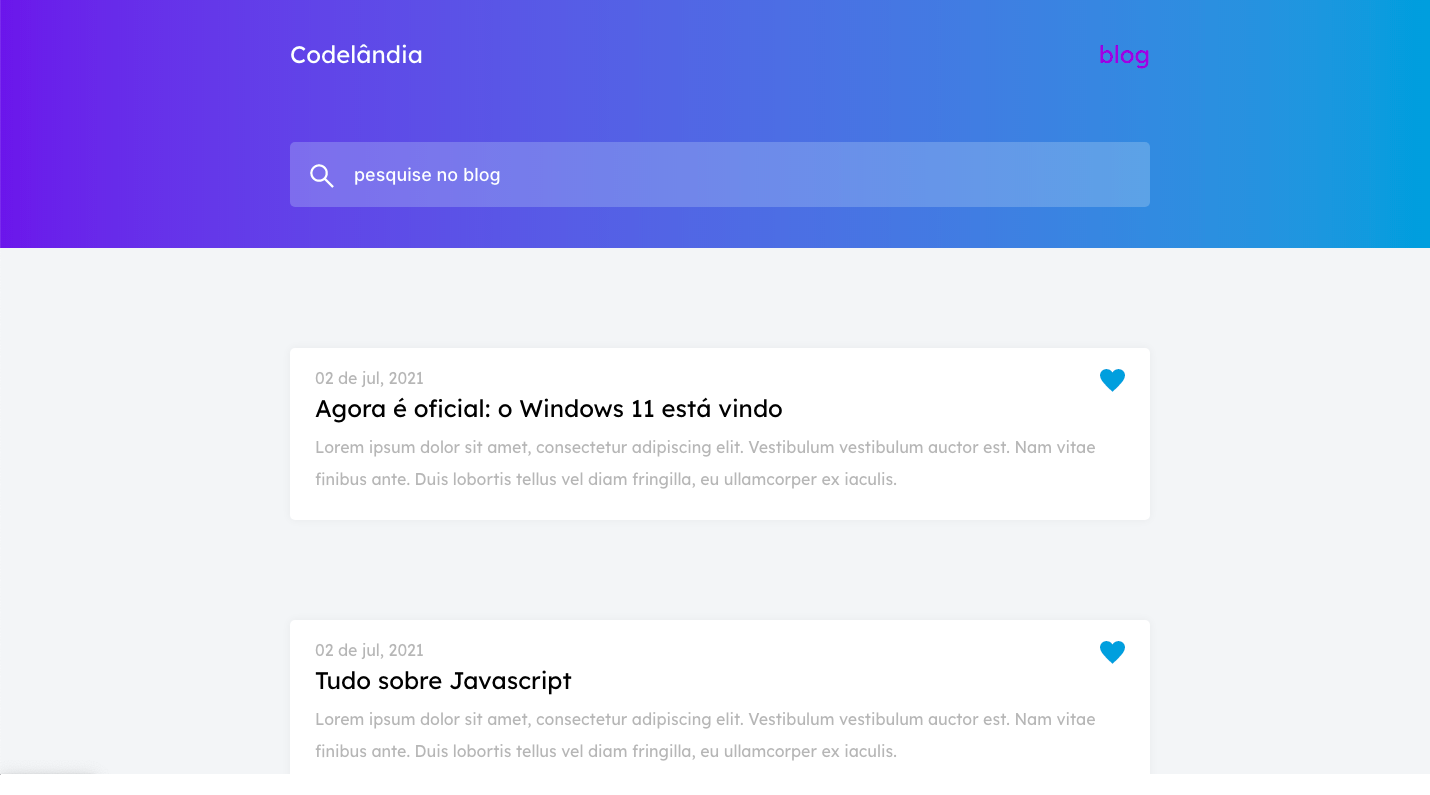 Codelândia
blog
pesquise no blog
02 de jul, 2021
Agora é oficial: o Windows 11 está vindo
Lorem ipsum dolor sit amet, consectetur adipiscing elit. Vestibulum vestibulum auctor est. Nam vitae
finibus ante. Duis lobortis tellus vel diam fringilla, eu ullamcorper ex iaculis.
02 de jul, 2021
Tudo sobre Javascript
Lorem ipsum dolor sit amet, consectetur adipiscing elit. Vestibulum vestibulum auctor est. Nam vitae
finibus ante. Duis lobortis tellus vel diam fringilla, eu ullamcorper ex iaculis.